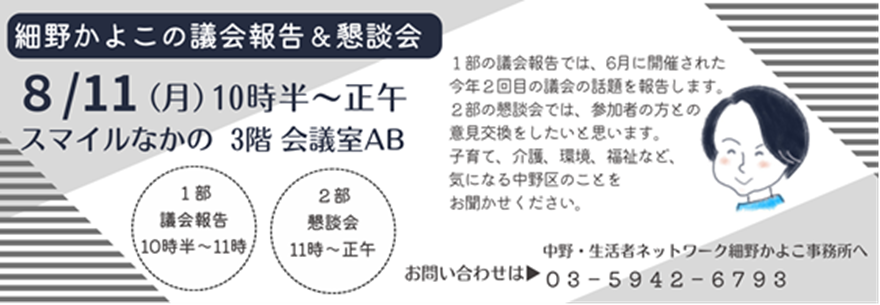 細野かよこの議会報告＆懇談会
8/11（月）10時半～正午
スマイルなかの 3階 会議室AB
１部
議会報告
10時半～11時
２部
懇談会
11時～正午
１部の議会報告では、6月に開催された
今年２回目の議会の話題を報告します。
２部の懇談会では、参加者の方との
意見交換をしたいと思います。
子育て、介護、環境、福祉など、
気になる中野区のことを
お聞かせください。
中野・生活者ネットワーク細野かよこ事務所へ
お問い合わせは▶０３－５９４２－６７９３